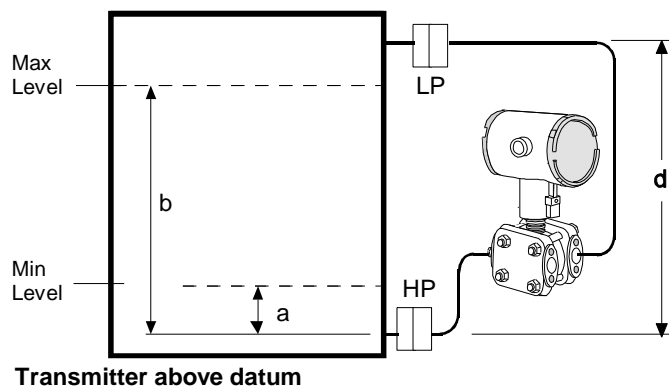 Max
Level
LP
d
b
Min
Level
a
HP
Transmitter above datum